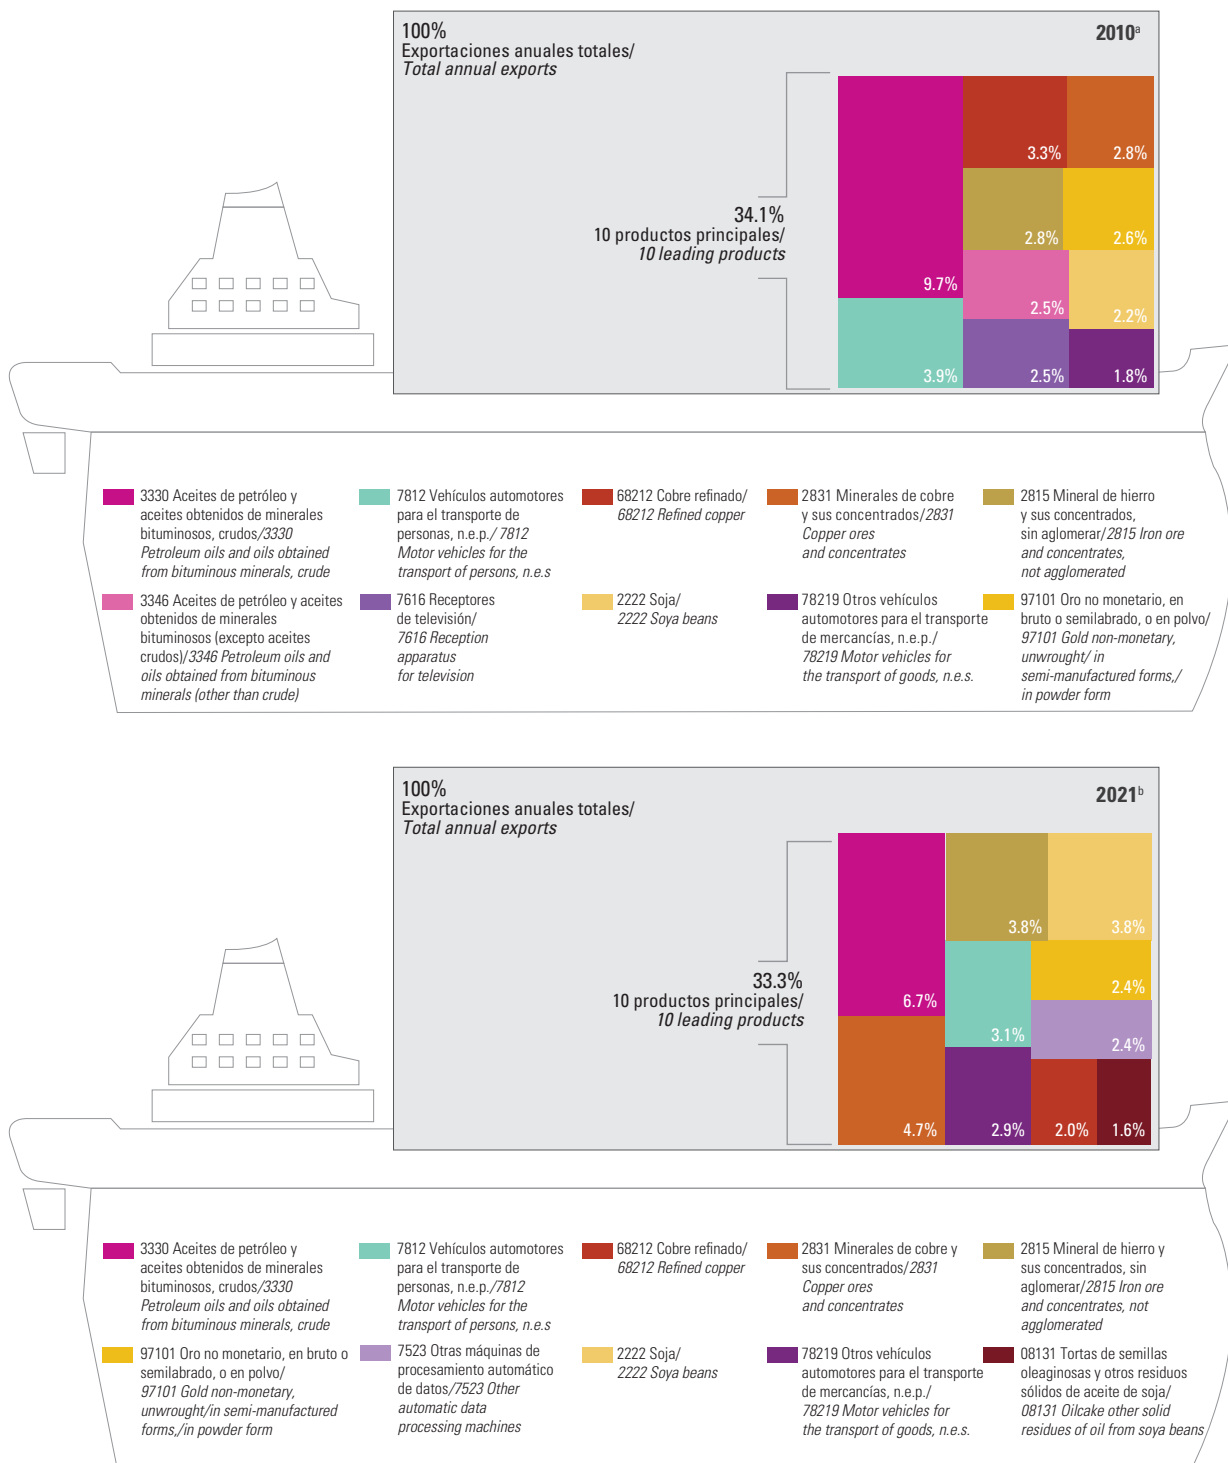 100%
Exportaciones anuales totales/
Total annual exports
2010ª
34.1%
10 productos principales/
10 leading products
9.7%
3.9%
3.3%
2.8%
2.8%
2.6%
2.5%
2.2%
2.5%
1.8%
3330 Aceites de petróleo y
aceites obtenidos de minerales
bituminosos, crudos/3330
Petroleum oils and oils obtained
from bituminous minerals, crude
7812 Vehículos automotores
para el transporte de
personas, n.e.p./ 7812
Motor vehicles for the
transport of persons, n.e.s
68212 Cobre refinado/
68212 Refined copper
2831 Minerales de cobre
y sus concentrados/2831
Copper ores
and concentrates
2815 Mineral de hierro
y sus concentrados,
sin aglomerar/2815 Iron ore
and concentrates,
not agglomerated
3346 Aceites de petróleo y aceites
obtenidos de minerales
bituminosos (excepto aceites
crudos)/3346 Petroleum oils and
oils obtained from bituminous
minerals (other than crude)
7616 Receptores
de televisión/
7616 Reception
apparatus
for television
2222 Soja/
2222 Soya beans
78219 Otros vehículos
automotores para el transporte
de mercancías, n.e.p./
78219 Motor vehicles for
the transport of goods, n.e.s.
97101 Oro no monetario, en
bruto o semilabrado, o en polvo/
97101 Gold non-monetary,
unwrought/ in
semi-manufactured forms,/
in powder form
100%
Exportaciones anuales totales/
Total annual exports
2021ᵇ
33.3%
10 productos principales/
10 leading products
6.7%
4.7%
3.8%
3.8%
3.1%
2.4%
2.4%
2.9%
2.0%
1.6%
3330 Aceites de petróleo y
aceites obtenidos de minerales
bituminosos, crudos/3330
Petroleum oils and oils obtained
from bituminous minerals, crude
7812 Vehículos automotores
para el transporte de
personas, n.e.p./7812
Motor vehicles for the
transport of persons, n.e.s
68212 Cobre refinado/
68212 Refined copper
2831 Minerales de cobre y
sus concentrados/2831
Copper ores
and concentrates
2815 Mineral de hierro y
sus concentrados, sin
aglomerar/2815 Iron ore
and concentrates, not
agglomerated
97101 Oro no monetario, en bruto o
semilabrado, o en polvo/
97101 Gold non-monetary,
unwrought/in semi-manufactured
forms,/in powder form
7523 Otras máquinas de
procesamiento automático
de datos/7523 Other
automatic data
processing machines
2222 Soja/
2222 Soya beans
78219 Otros vehículos
automotores para el transporte
de mercancías, n.e.p./
78219 Motor vehicles for
the transport of goods, n.e.s.
08131 Tortas de semillas
oleaginosas y otros residuos
sólidos de aceite de soja/
08131 Oilcake other solid
residues of oil from soya beans